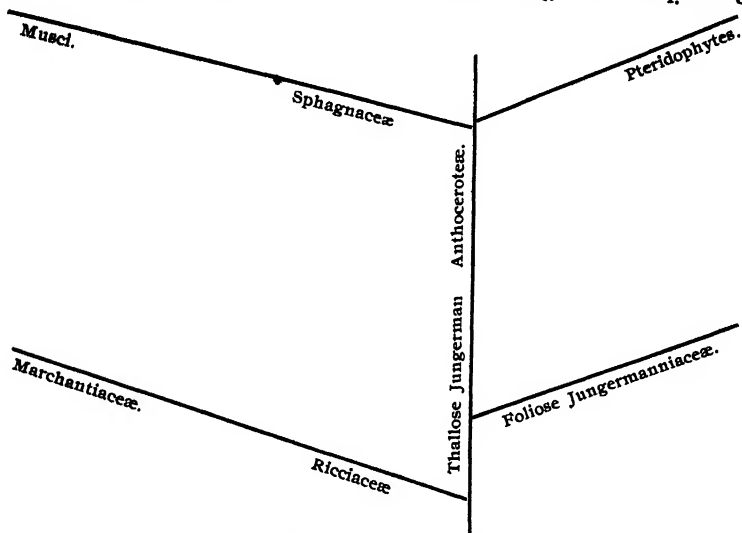 Musci.
Pteridophytes.
Sphagnaceæ
Anthoceroteæ.
Thallose Jungerman
Marchantiaceæ.
Foliose Jungermanniaceæ.
Ricciaceæ